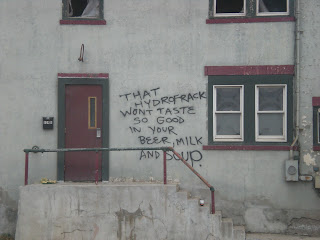 THAT
HYDROFRACK
WONT TASTE
SO GOOD
IN YOUR
BEER, MILK
AND SOUP?